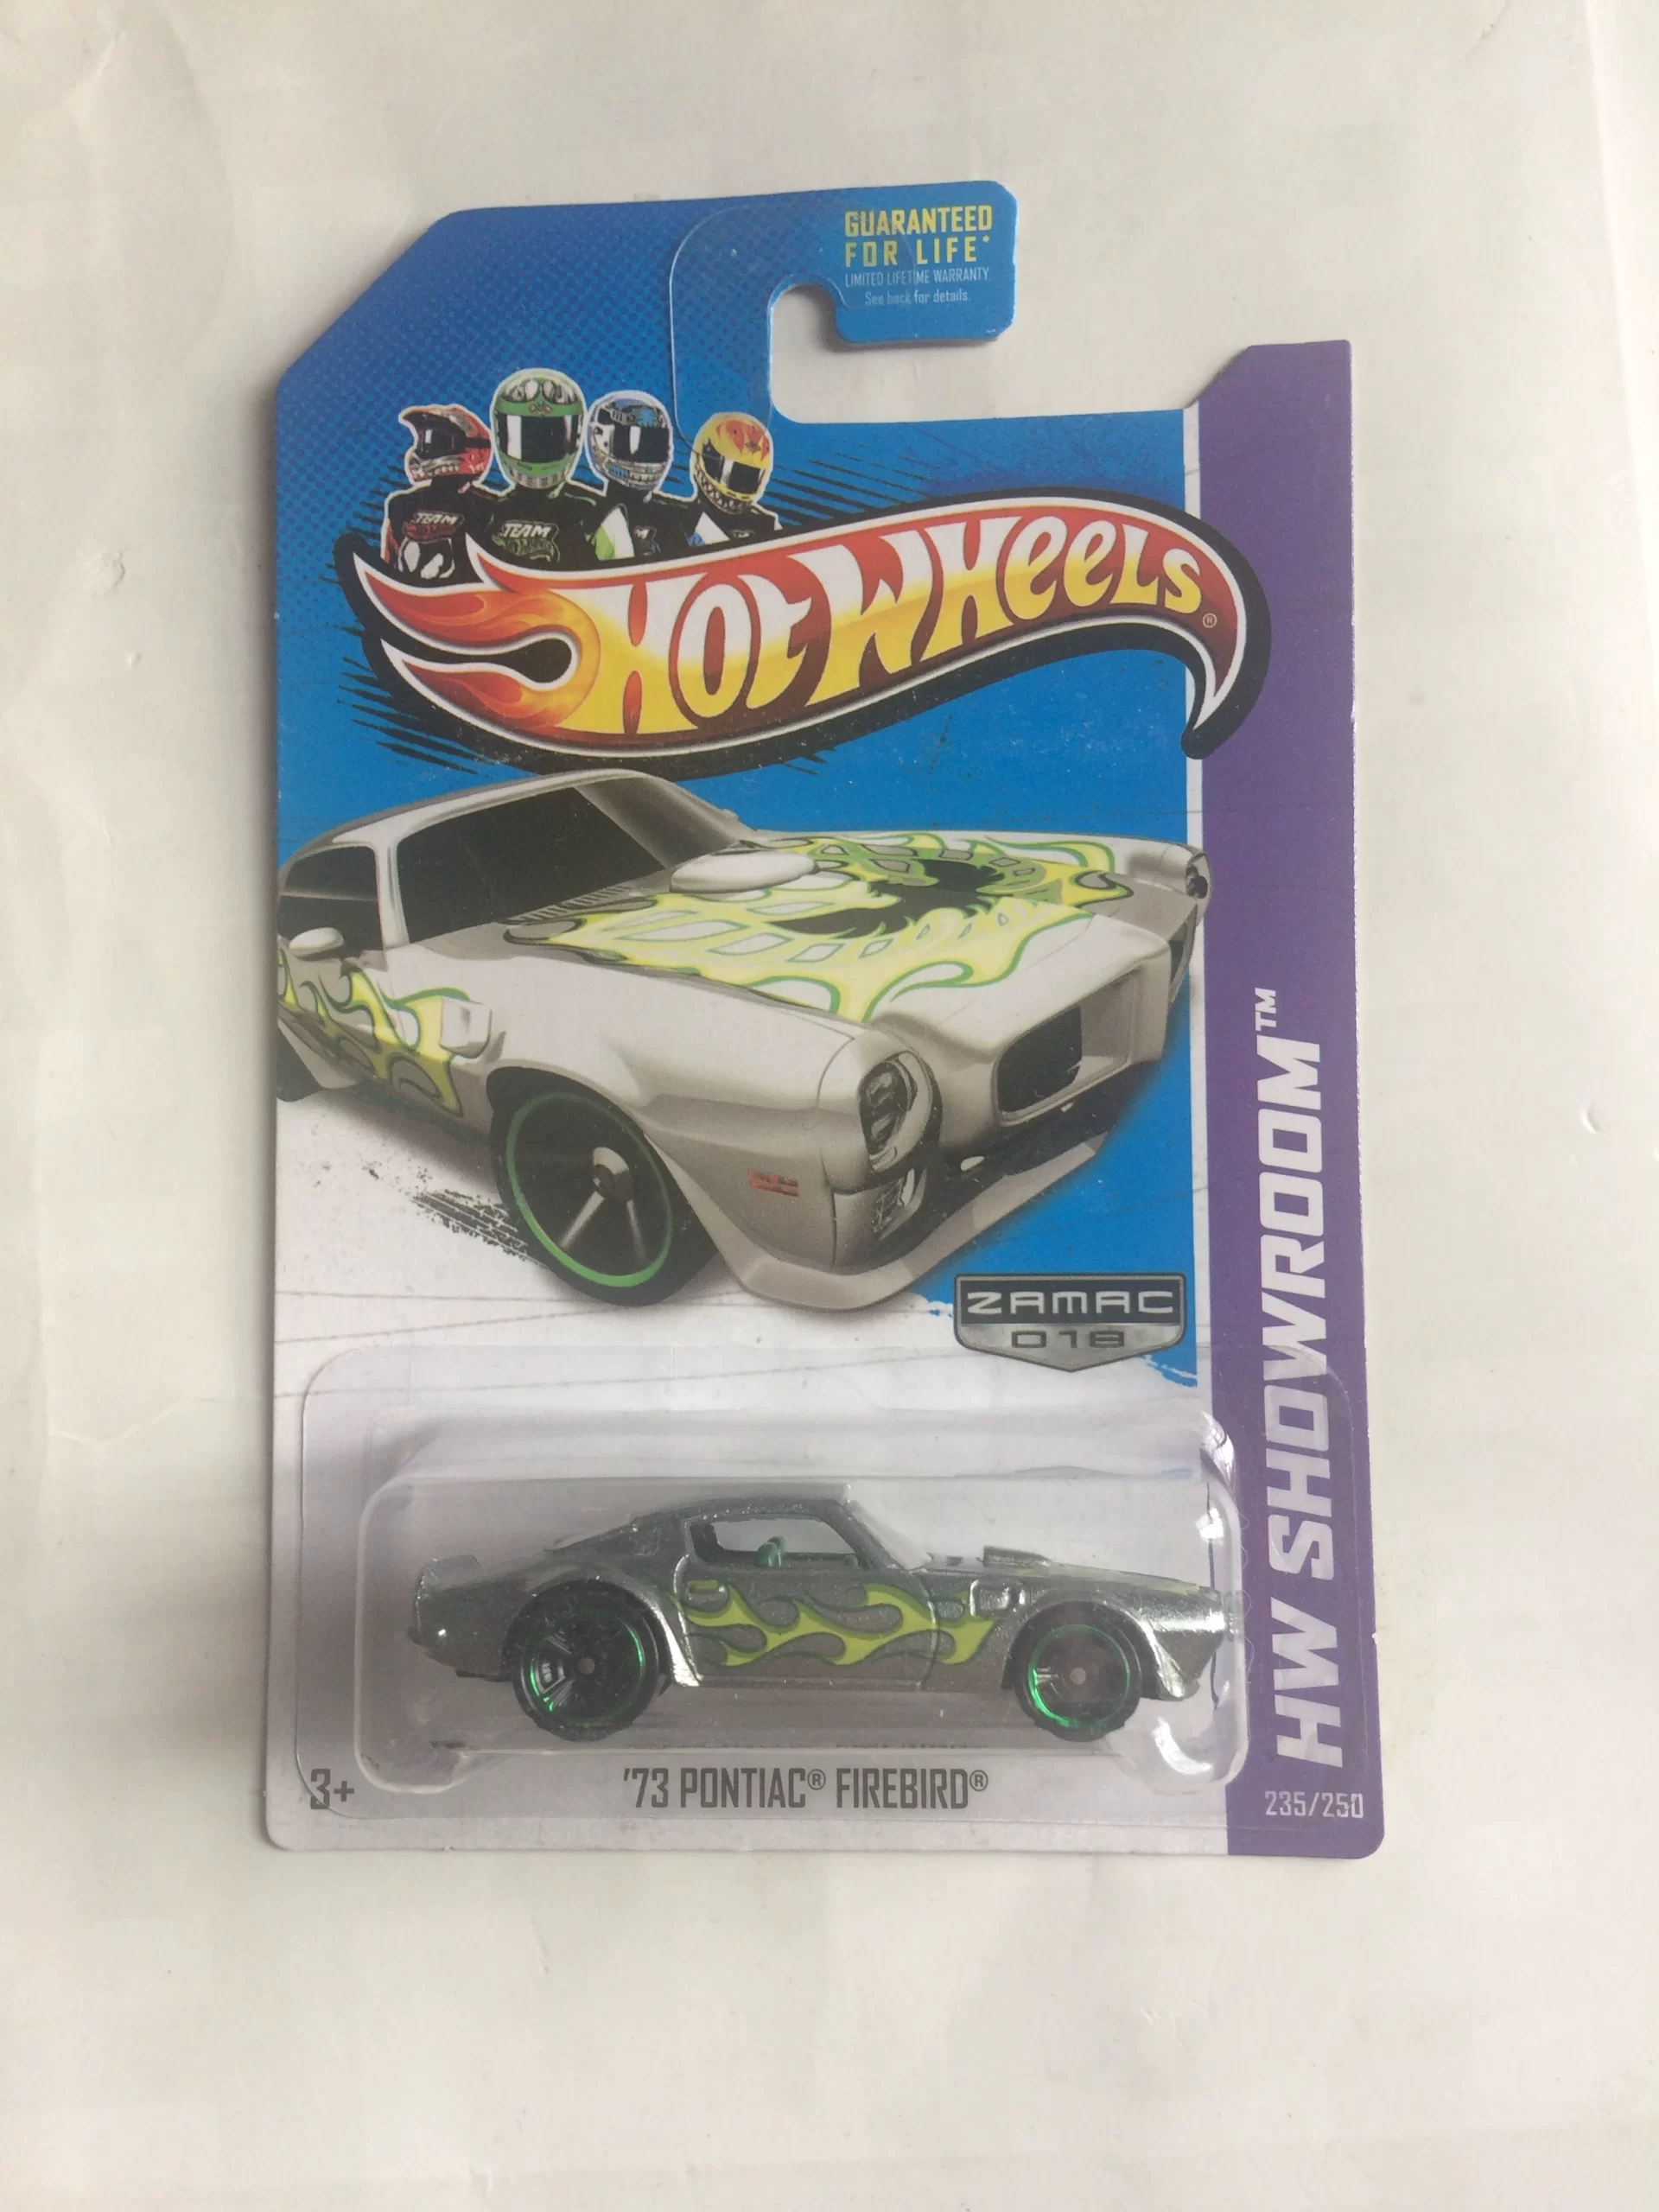 GUARANTEED
FOR LIFE*
LIMITED LIFETIME WARRANTY
See back for details.
TEAM
TEAM
HOT WHEELS®
ZAMAC
018
HW SHOWROOM™
3+
'73 PONTIAC® FIREBIRD®
235/250